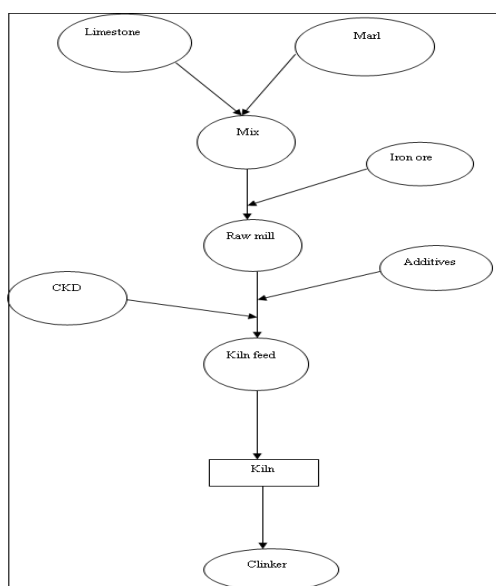 Limestone
Marl
Mix
Iron ore
Raw mill
Additives
CKD
Kiln feed
Kiln
Clinker